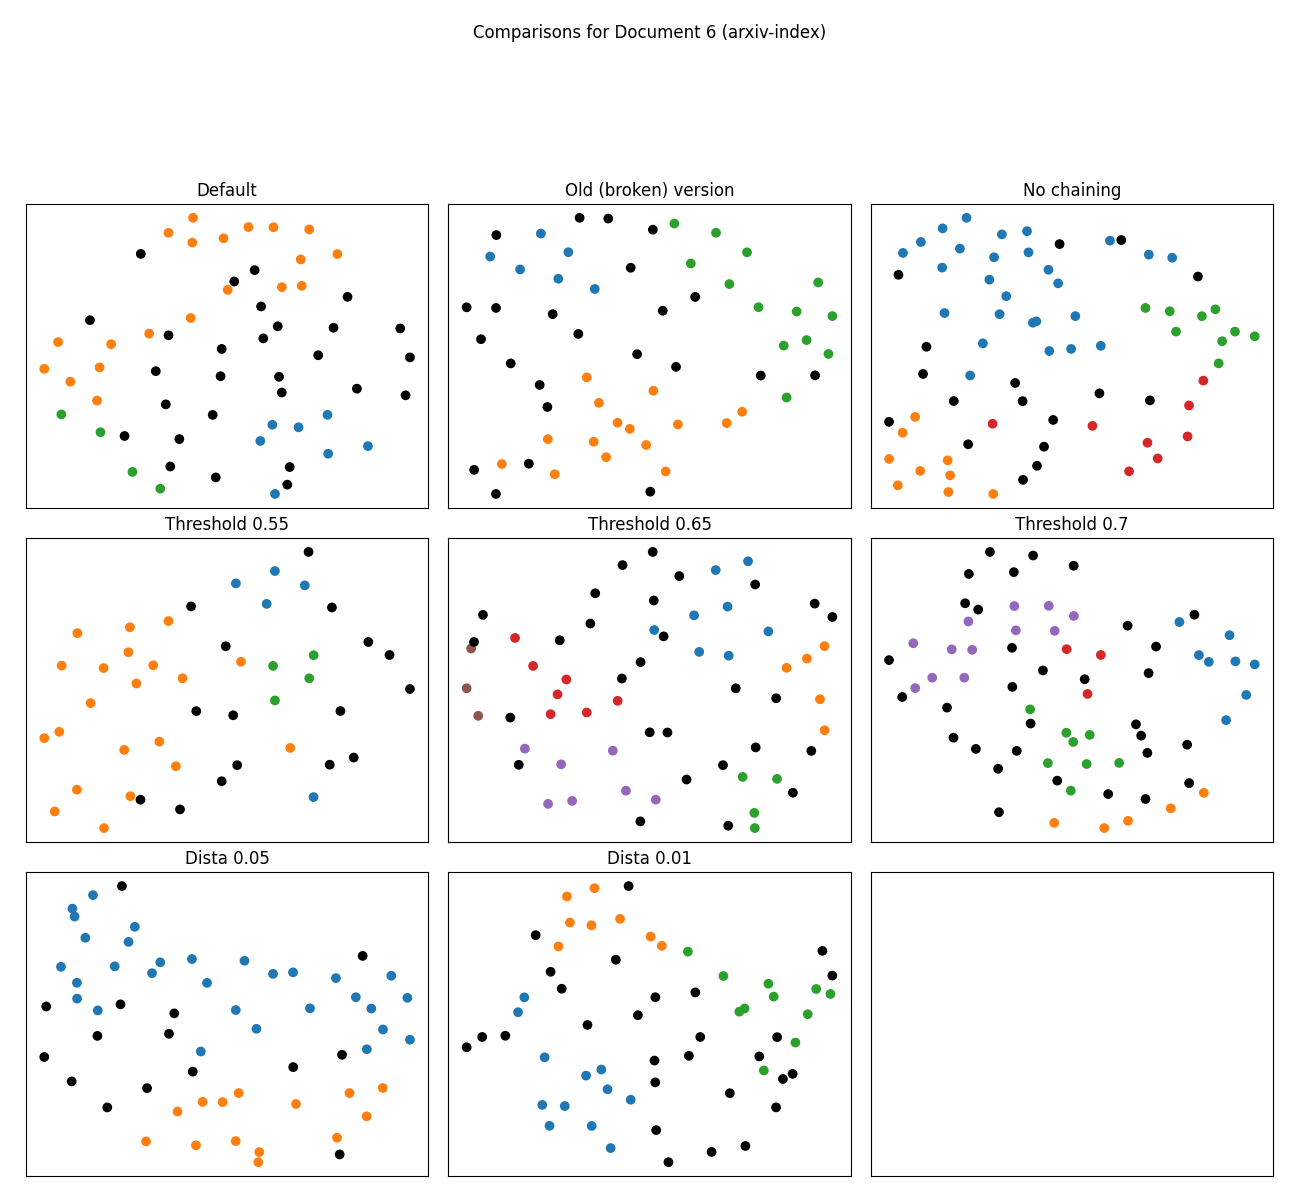 Comparisons for Document 6 (arxiv-index)
Default
Old (broken) version
No chaining
Threshold 0.55
Threshold 0.65
Threshold 0.7
Dista 0.05
Dista 0.01